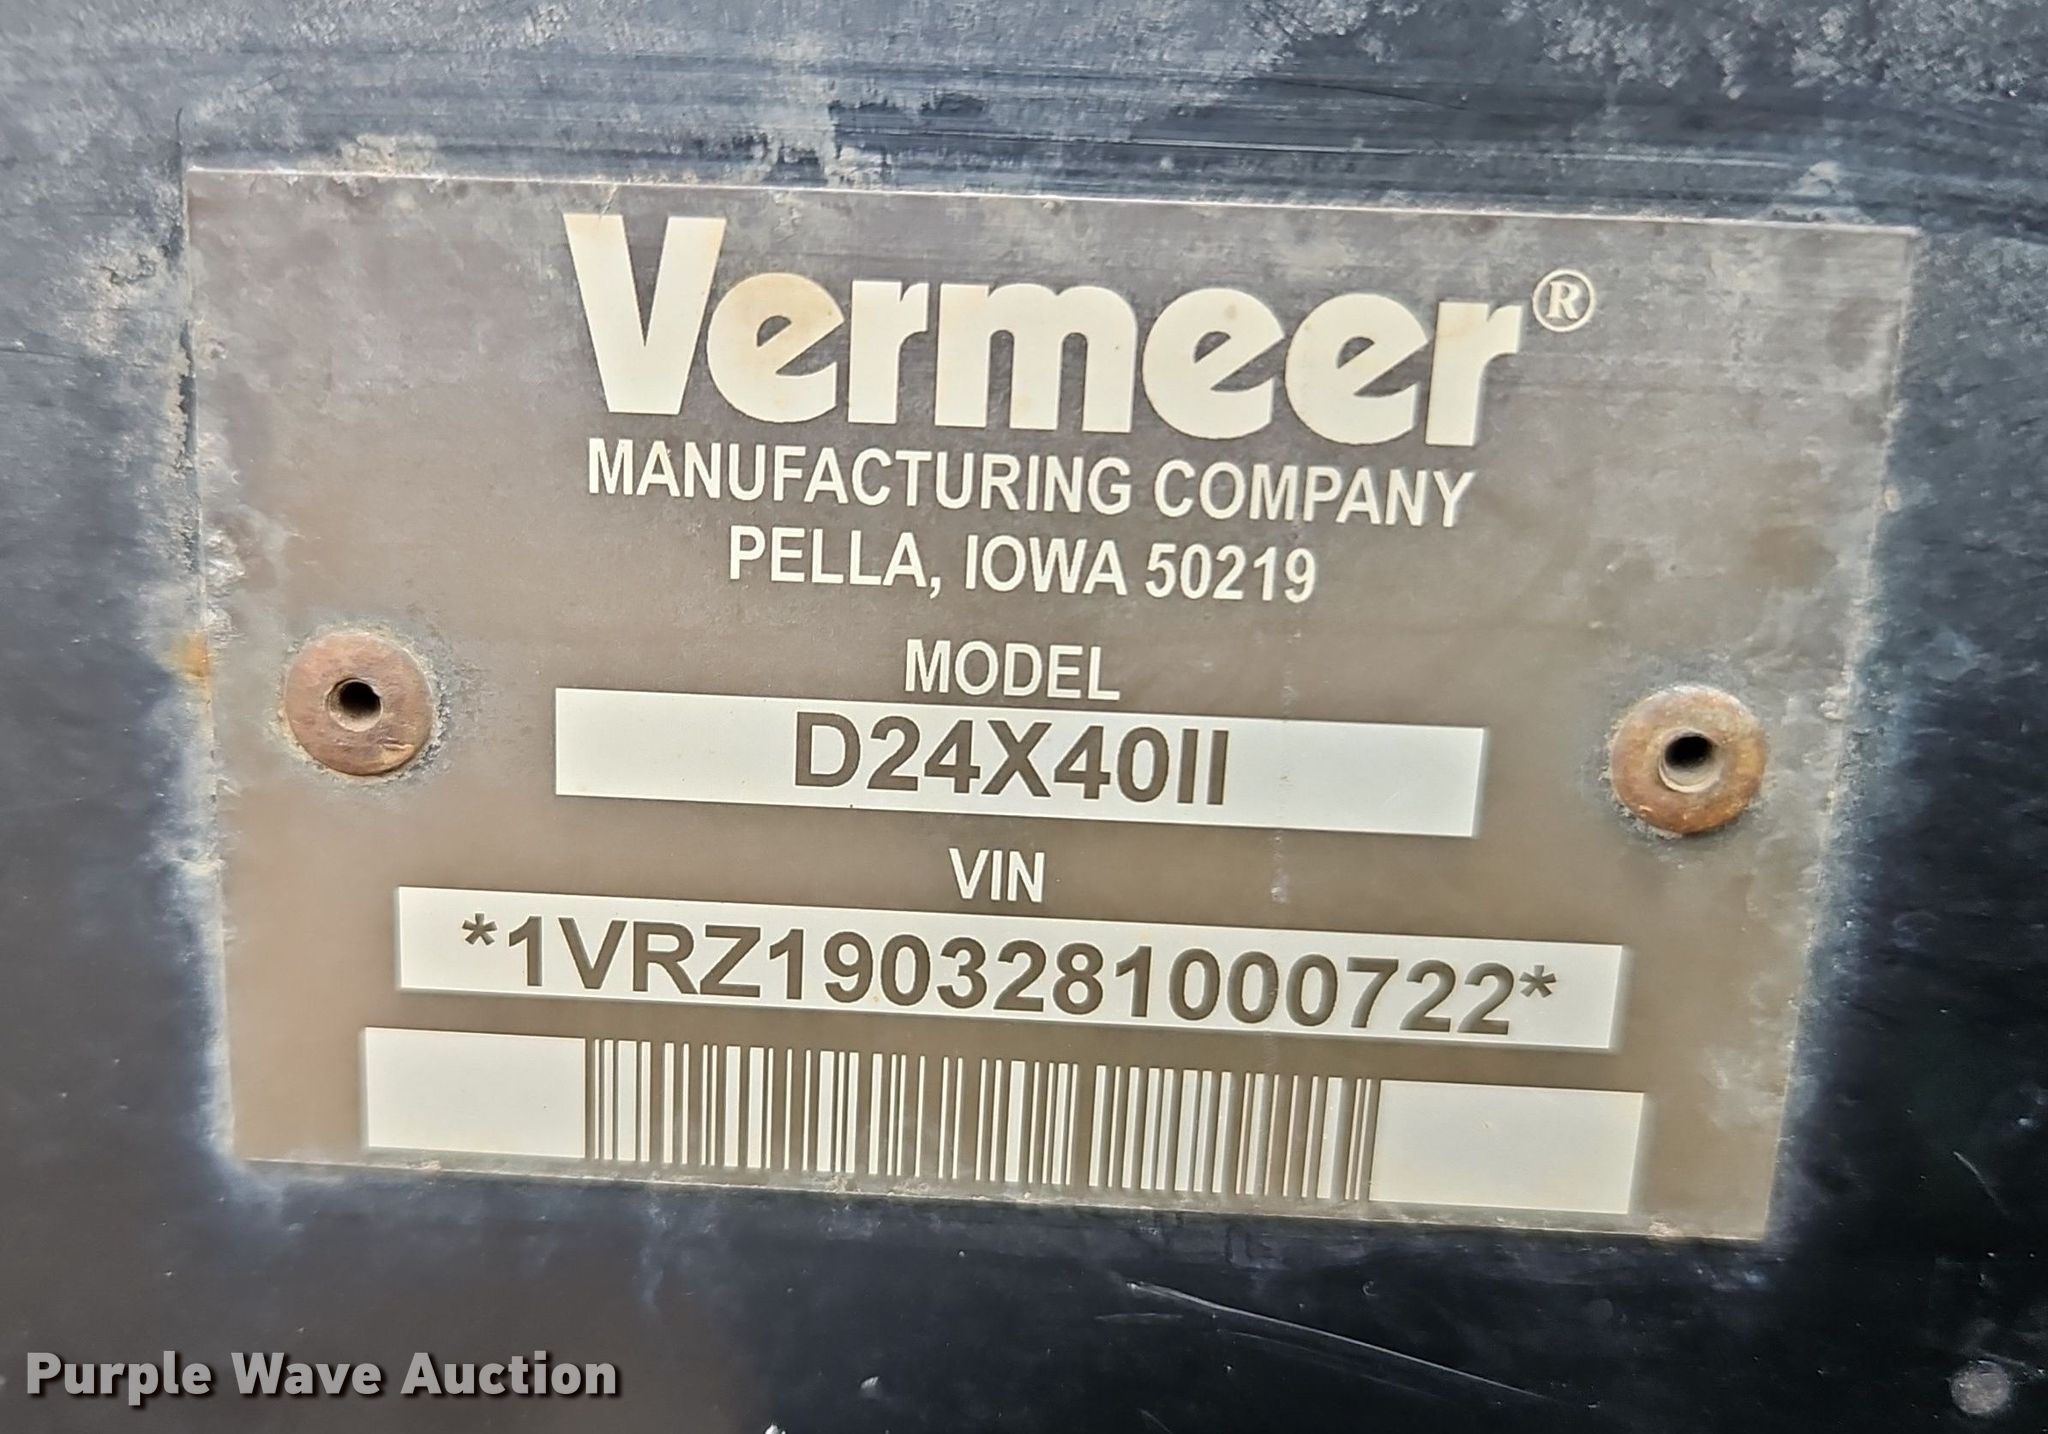 Vermeer®
MANUFACTURING COMPANY
PELLA, IOWA 50219
MODEL
D24X40II
VIN
*1VRZ1903281000722*
Purple Wave Auction